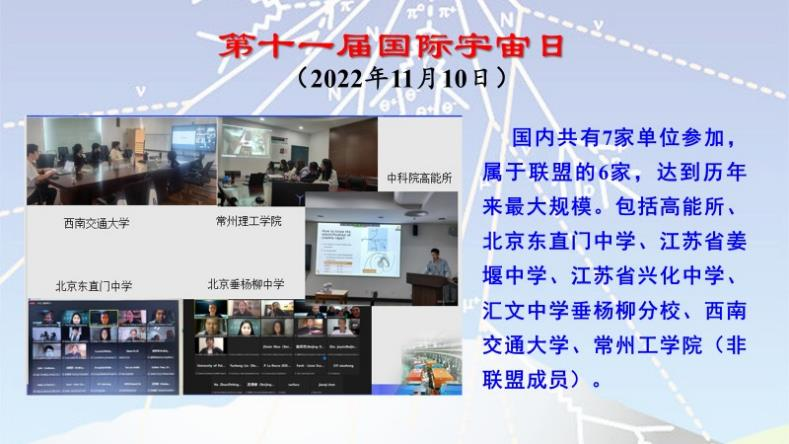 第十一届国际宇宙日
（2022年11月10日）
国内共有7家单位参加，
属于联盟的6家，达到历年
来最大规模。包括高能所、
北京东直门中学、江苏省姜
堰中学、江苏省兴化中学、
汇文中学垂杨柳分校、西南
交通大学、常州工学院（非
联盟成员）。
中科院高能所
西南交通大学
常州理工学院
北京东直门中学
北京垂杨柳中学